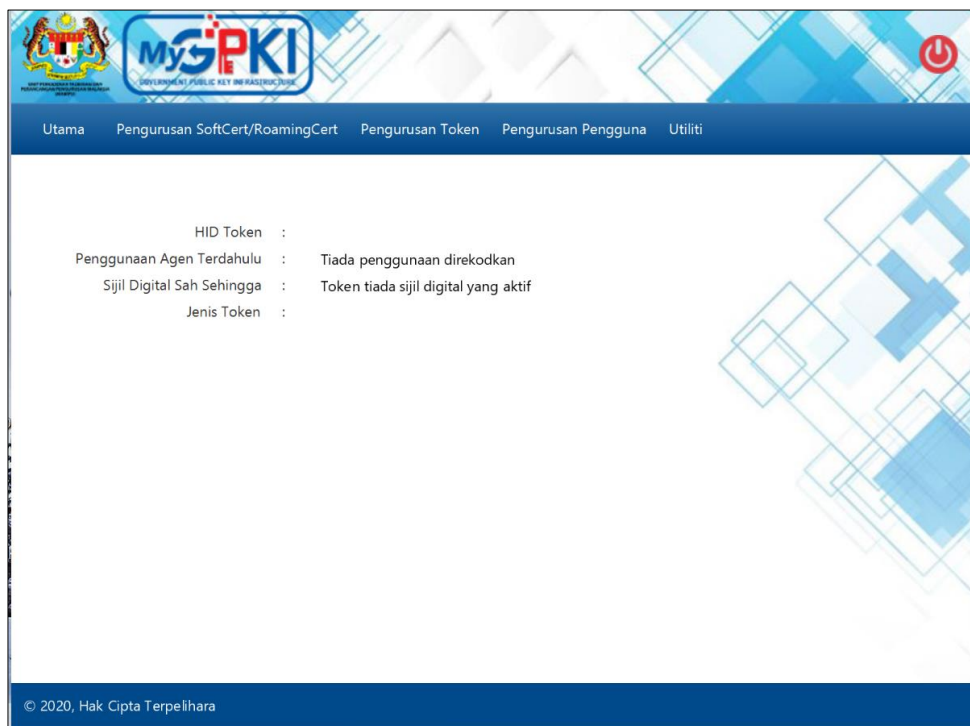 MyGPKI
GOVERNMENT PUBLIC KEY INFRASTRUCTURE
Utama Pengurusan SoftCert/RoamingCert Pengurusan Token Pengurusan Pengguna Utiliti
HID Token :
Penggunaan Agen Terdahulu : Tiada penggunaan direkodkan
Sijil Digital Sah Sehingga : Token tiada sijil digital yang aktif
Jenis Token :
© 2020, Hak Cipta Terpelihara